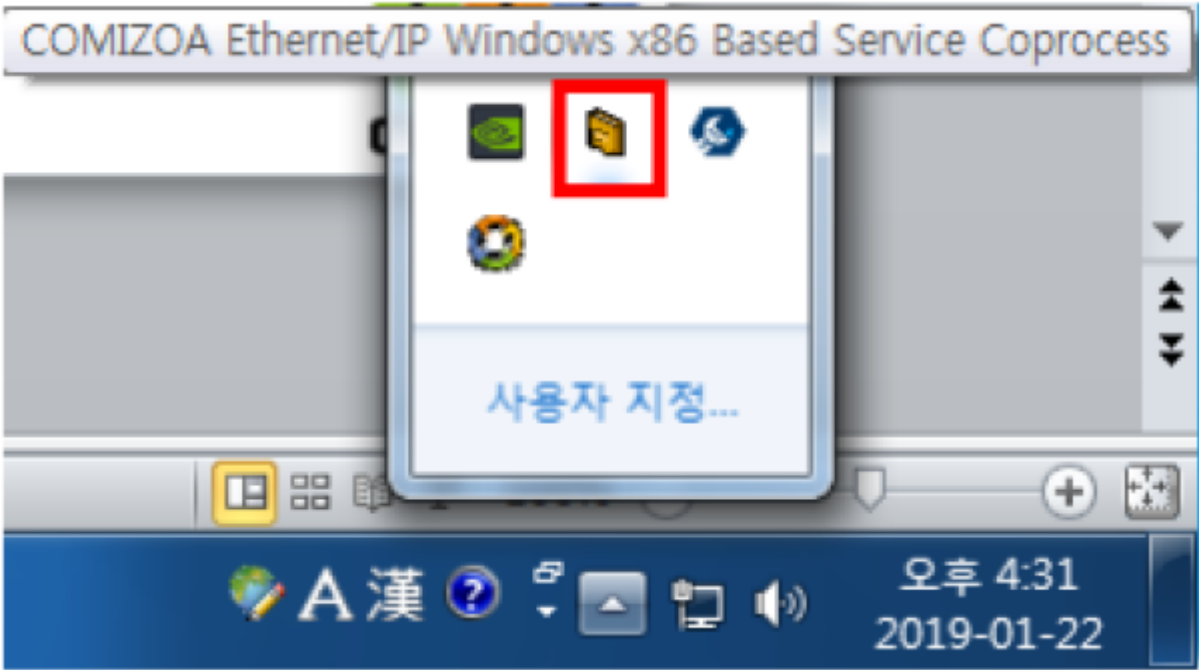 COMIZOA Ethernet/IP Windows x86 Based Service Coprocess
사용자 지정...
A 漢
오후 4:31
2019-01-22